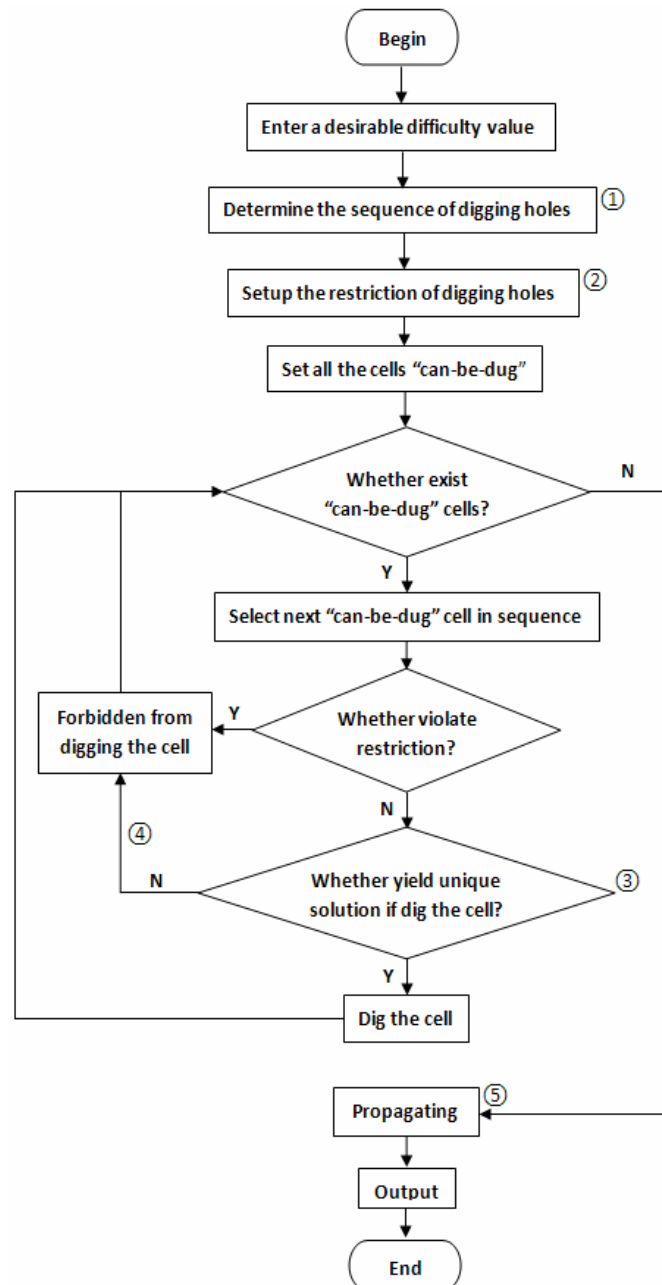 Begin
Enter a desirable difficulty value
Determine the sequence of digging holes ①
Setup the restriction of digging holes ②
Set all the cells “can-be-dug”
Whether exist
“can-be-dug” cells?
N
Y
Select next “can-be-dug” cell in sequence
Whether violate
restriction?
Y
Forbidden from
digging the cell
N
④
Whether yield unique
solution if dig the cell?
③
N
Y
Dig the cell
Propagating ⑤
Output
End